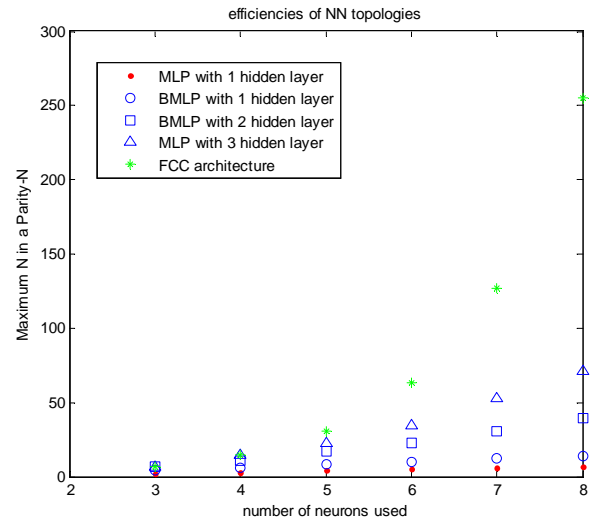 efficiencies of NN topologies
300
250
200
150
100
50
0
Maximum N in a Parity-N
MLP with 1 hidden layer
BMLP with 1 hidden layer
BMLP with 2 hidden layer
MLP with 3 hidden layer
FCC architecture
2 3 4 5 6 7 8
number of neurons used